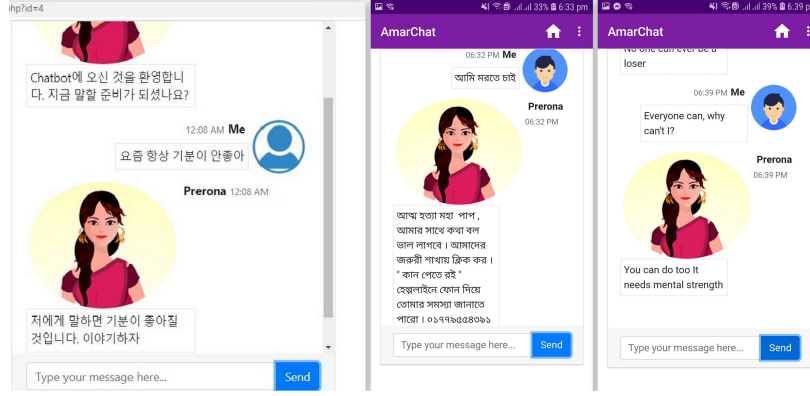 hp?id=4
Chatbot에 오신 것을 환영합니
다. 지금 말할 준비가 되셨나요?
12:08 AM Me
요즘 항상 기분이 안좋아
Prerona 12:08 AM
저에게 말하면 기분이 좋아질
것입니다. 이야기하자
Type your message here...
Send
33% 6:33 pm
AmarChat
06:32 PM Me
আমি মরতে চাই
Prerona
06:32 PM
আত্ম হত্যা মহা পাপ ,
আমার সাথে কথা বল
ভাল লাগবে । আমাদের
জরুরী শাখায় ক্লিক কর ।
" কান পেতে রই "
হেল্পলাইনে ফোন দিয়ে
তোমার সমস্যা জানাতে
পারো । ০১৭৭৯৫৫৪৩৯১
Type your message here...
Send
39% 6:39 p
AmarChat
No one can ever be a
loser
06:39 PM Me
Everyone can, why
can't I?
Prerona
06:39 PM
You can do too It
needs mental strength
Type your message here...
Send